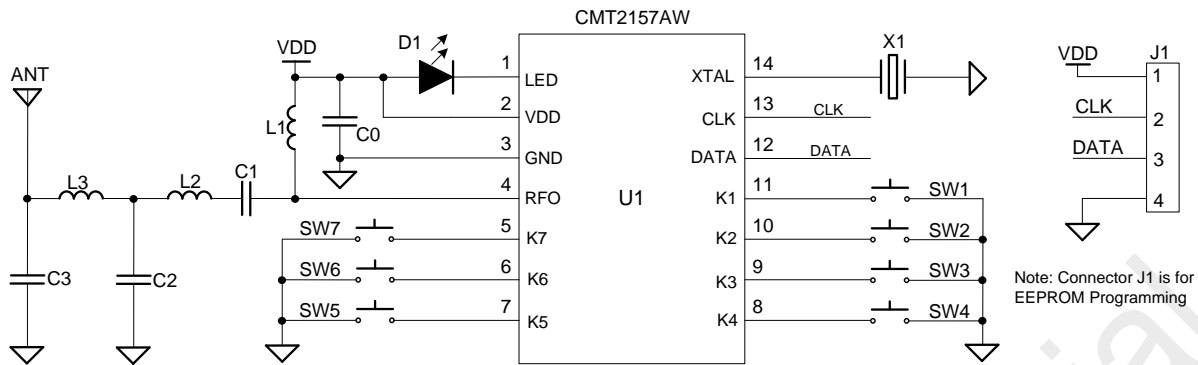 CMT2157AW
ANT
VDD
D1
L1
C0
L3
L2
C1
C3
C2
1
LED
2
VDD
3
GND
4
RFO
SW7
5
K7
SW6
6
K6
SW5
7
K5
U1
XTAL
14
X1
CLK
13
CLK
DATA
12
DATA
K1
11
SW1
K2
10
SW2
K3
9
SW3
K4
8
SW4
J1
VDD
1
CLK
2
DATA
3
4
Note: Connector J1 is for
EEPROM Programming